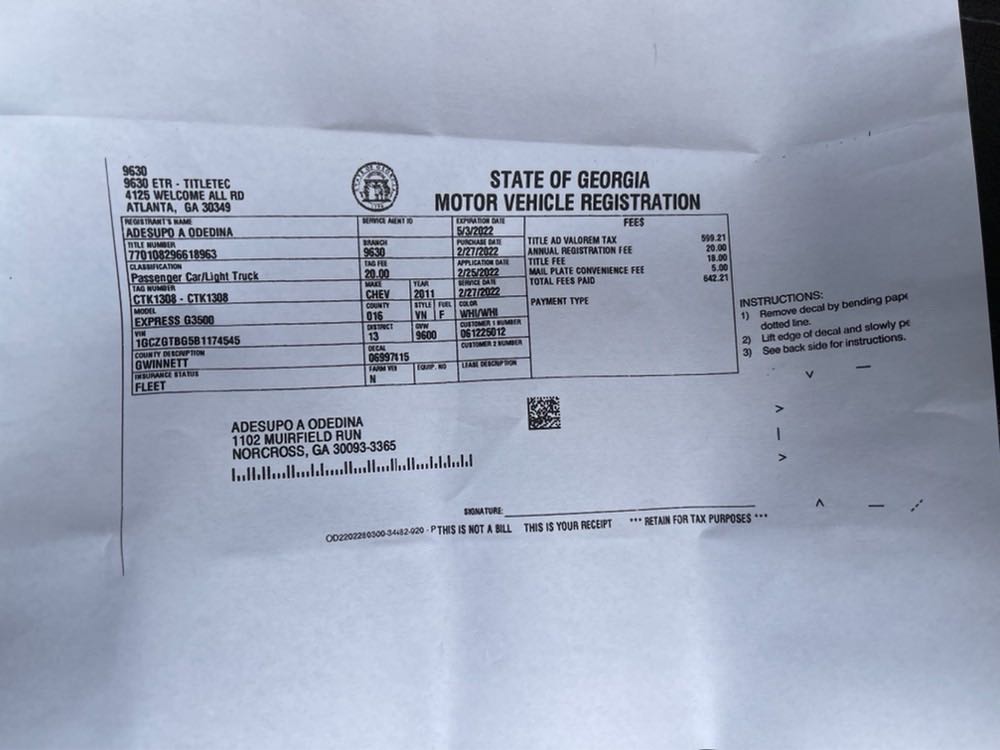 9630
9630 ETR - TITLETEC
4125 WELCOME ALL RD
ATLANTA, GA 30349
STATE OF GEORGIA
MOTOR VEHICLE REGISTRATION
REGISTRANT'S NAME
ADESUPO A ODEDINA
TITLE NUMBER
770108296618963
CLASSIFICATION
Passenger Car/Light Truck
TAG NUMBER
CTK1308 - CTK1308
MODEL
EXPRESS G3500
VIN
1GCZGTBG5B1174545
COUNTY DESCRIPTION
GWINNETT
INSURANCE STATUS
FLEET
SERVICE AGENT ID
BRANCH
9630
TAG FEE
20.00
MAKE YEAR
CHEV 2011
COUNTY STYLE FUEL
016 VN F
DISTRICT GVW
13 9600
DECAL
06997415
FARM VEH EQUIP. NO
N
EXPIRATION DATE
5/3/2022
PURCHASE DATE
2/27/2022
APPLICATION DATE
2/25/2022
SERVICE DATE
2/27/2022
COLOR
WHI/WHI
CUSTOMER 1 NUMBER
061225012
CUSTOMER 2 NUMBER
LEASE DESCRIPTION
FEES
TITLE AD VALOREM TAX 599.21
ANNUAL REGISTRATION FEE 20.00
TITLE FEE 18.00
MAIL PLATE CONVENIENCE FEE 5.00
TOTAL FEES PAID 642.21
PAYMENT TYPE
INSTRUCTIONS:
1) Remove decal by bending pape
dotted line.
2) Lift edge of decal and slowly pe
3) See back side for instructions.
ADESUPO A ODEDINA
1102 MUIRFIELD RUN
NORCROSS, GA 30093-3365
SIGNATURE:
OD2202280300-34482-920 - P THIS IS NOT A BILL THIS IS YOUR RECEIPT *** RETAIN FOR TAX PURPOSES ***